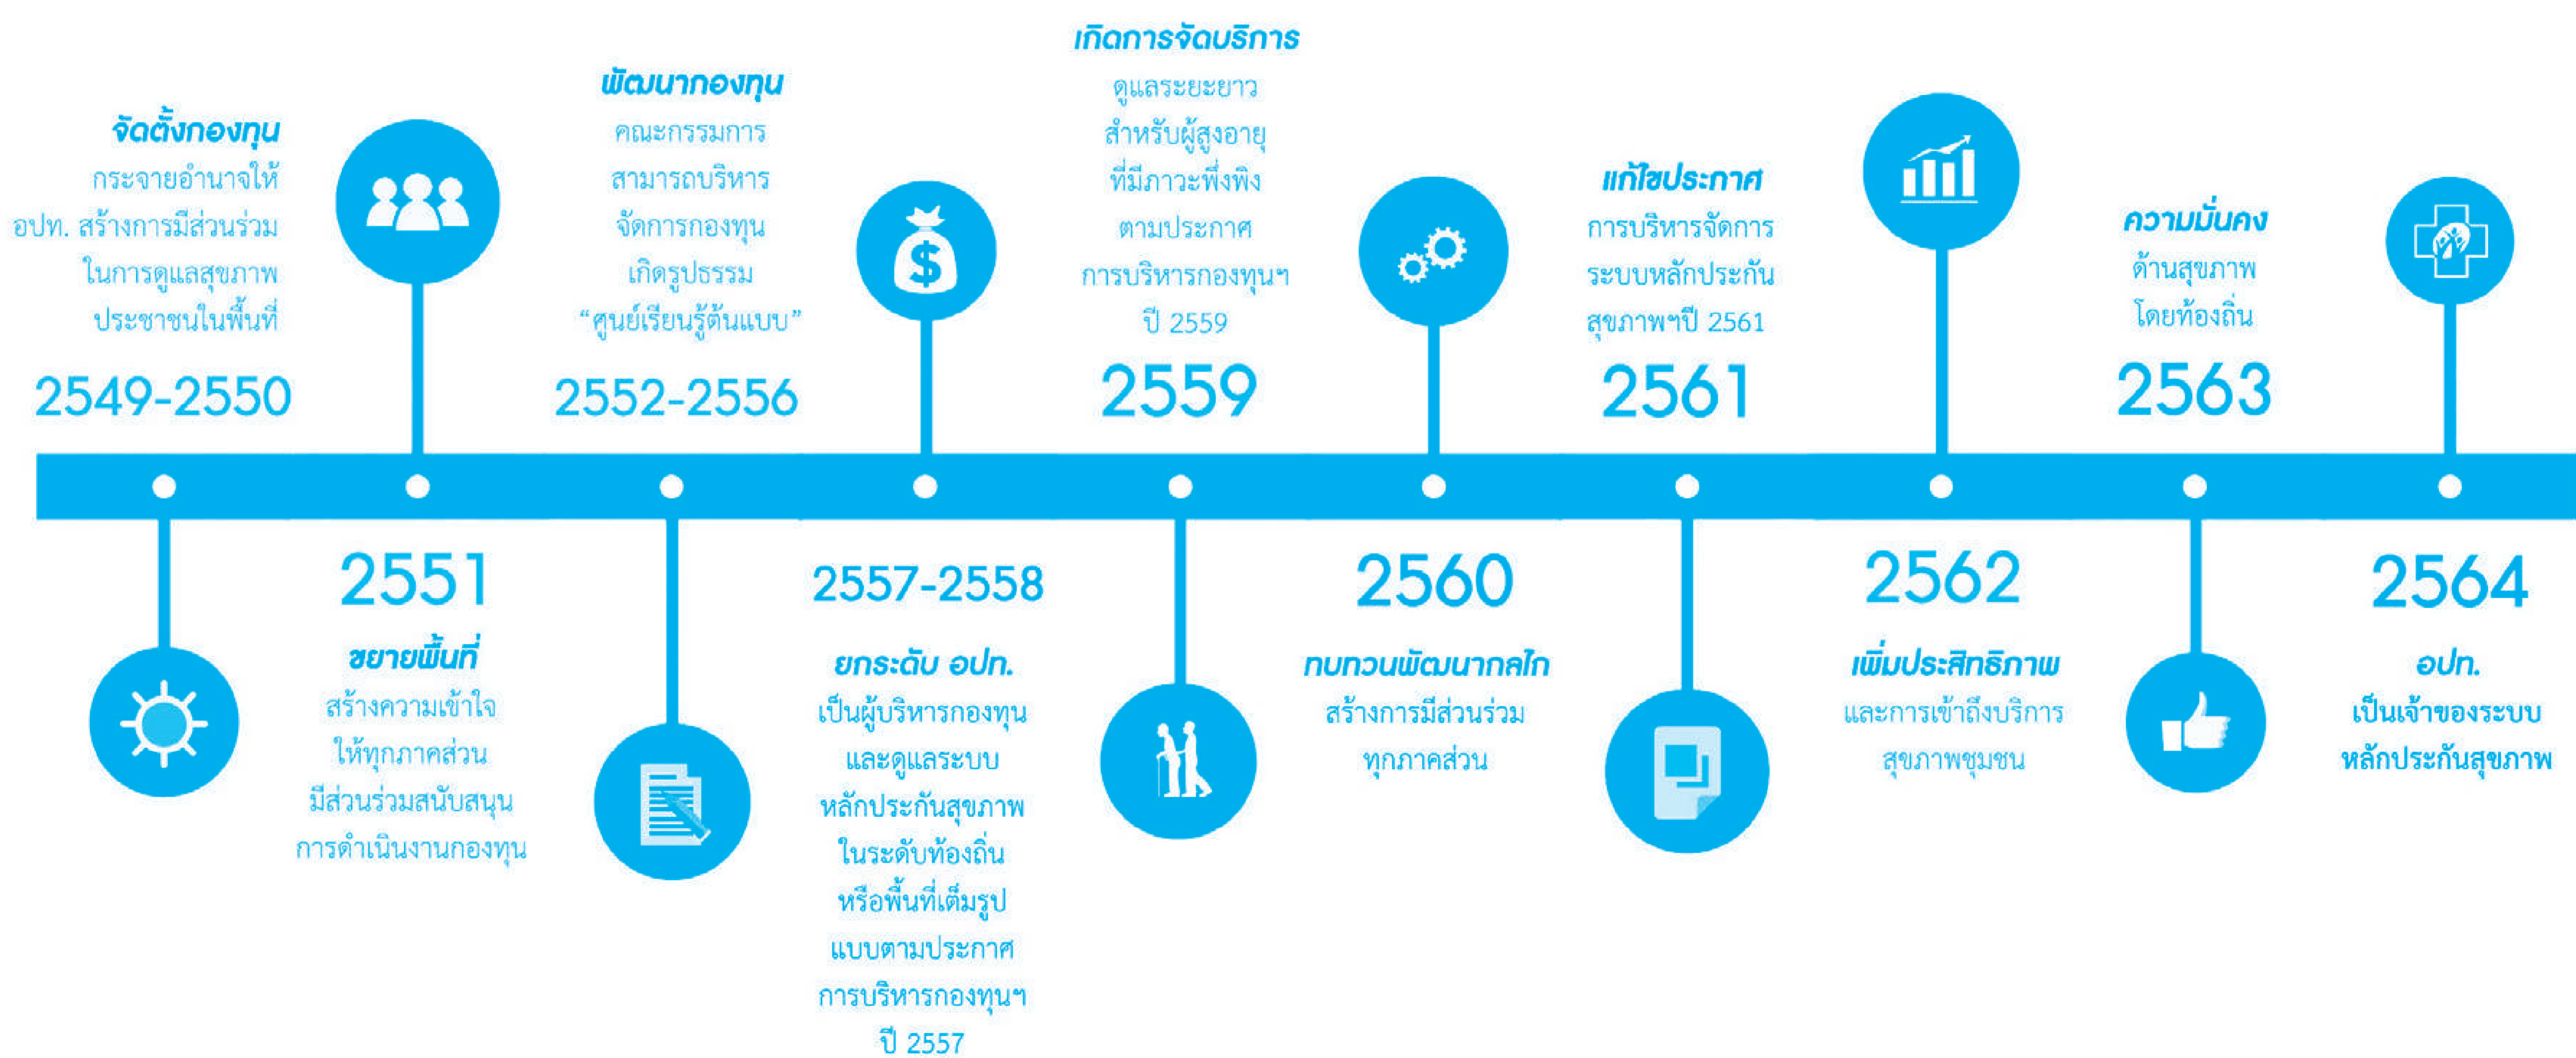 จัดตั้งกองทุน
กระจายอำนาจให้
อปท. สร้างการมีส่วนร่วม
ในการดูแลสุขภาพ
ประชาชนในพื้นที่
2549-2550
2551
ขยายพื้นที่
สร้างความเข้าใจ
ให้ทุกภาคส่วน
มีส่วนร่วมสนับสนุน
การดำเนินงานกองทุน
พัฒนากองทุน
คณะกรรมการ
สามารถบริหาร
จัดการกองทุน
เกิดรูปธรรม
“ศูนย์เรียนรู้ต้นแบบ”
2552-2556
$
2557-2558
ยกระดับ อปท.
เป็นผู้บริหารกองทุน
และดูแลระบบ
หลักประกันสุขภาพ
ในระดับท้องถิ่น
หรือพื้นที่เต็มรูป
แบบตามประกาศ
การบริหารกองทุนฯ
ปี 2557
เกิดการจัดบริการ
ดูแลระยะยาว
สำหรับผู้สูงอายุ
ที่มีภาวะพึ่งพิง
ตามประกาศ
การบริหารกองทุนฯ
ปี 2559
2559
2560
ทบทวนพัฒนากลไก
สร้างการมีส่วนร่วม
ทุกภาคส่วน
แก้ไขประกาศ
การบริหารจัดการ
ระบบหลักประกัน
สุขภาพฯปี 2561
2561
2562
เพิ่มประสิทธิภาพ
และการเข้าถึงบริการ
สุขภาพชุมชน
ความมั่นคง
ด้านสุขภาพ
โดยท้องถิ่น
2563
2564
อปท.
เป็นเจ้าของระบบ
หลักประกันสุขภาพ